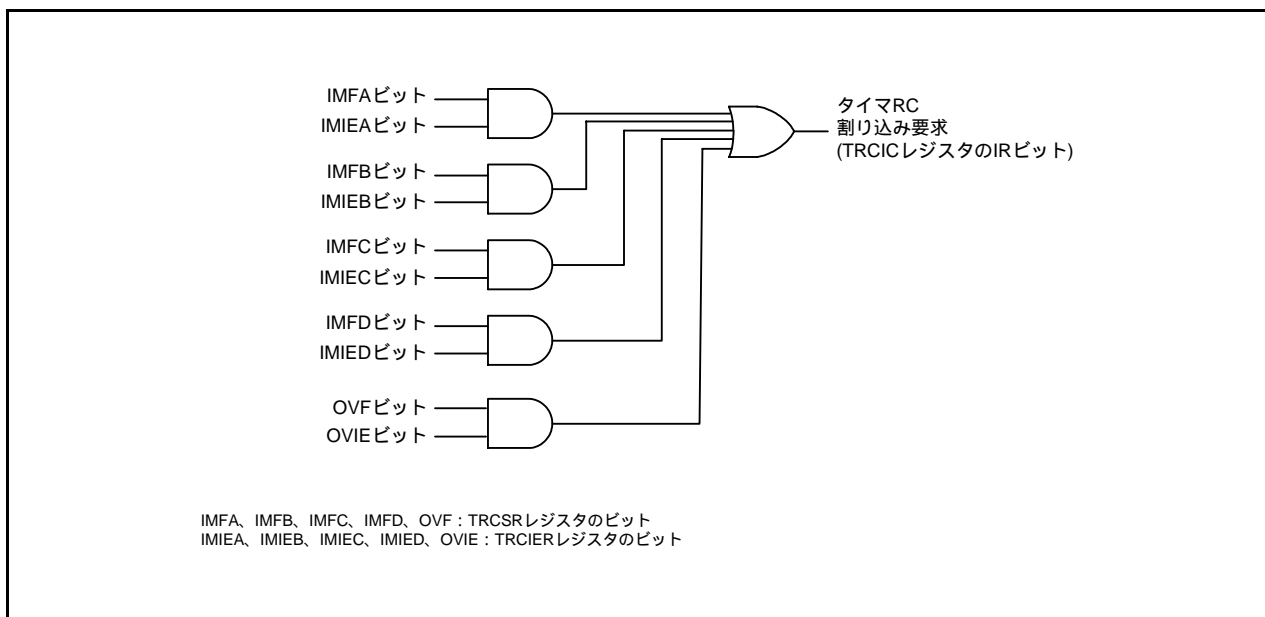 IMFAビット
IMIEAビット
IMFBビット
IMIEBビット
IMFCビット
IMIECビット
IMFDビット
IMIEDビット
OVFビット
OVIEビット
タイマRC
割り込み要求
(TRCICレジスタのIRビット)
IMFA、IMFB、IMFC、IMFD、OVF：TRCSRレジスタのビット
IMIEA、IMIEB、IMIEC、IMIED、OVIE：TRCIERレジスタのビット